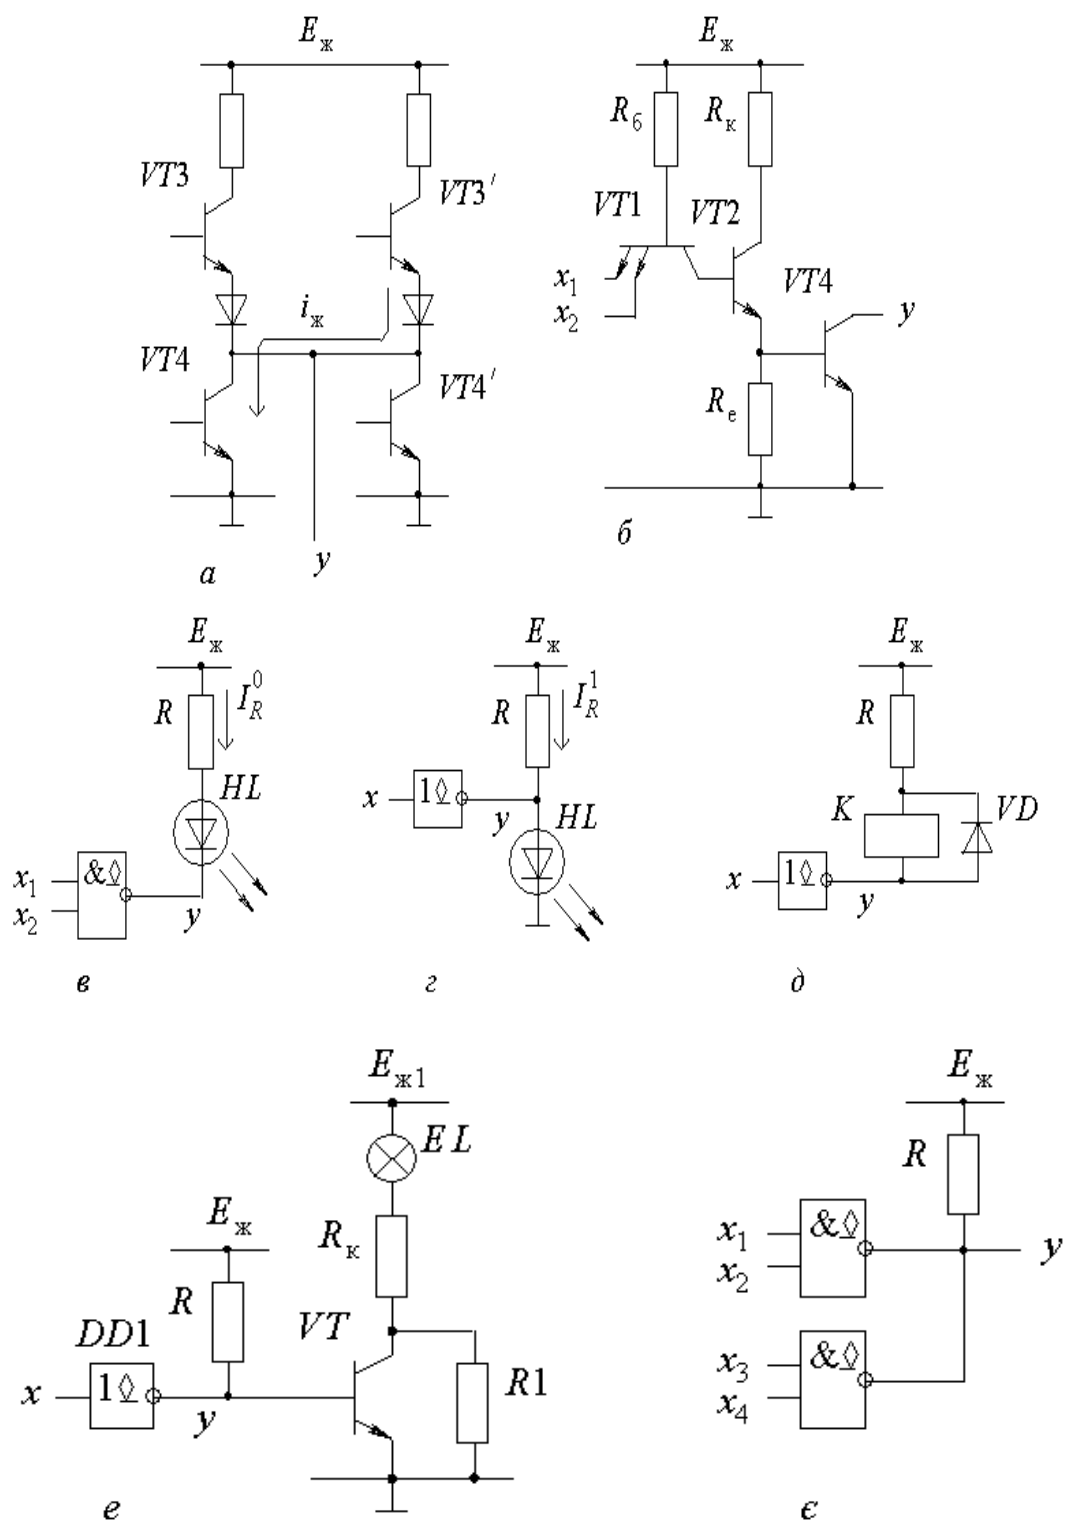 Eж Eж
Rб Rк
VT3 VT3′ VT1 VT2
VT4
x1 y
x2
iж
VT4 VT4′ Rе
y
а б
Eж Eж Eж
R I⁰R R I¹R R
HL K VD
x 1◊ y HL
x1 &◊ x 1◊
x2 y y
в г д
Eж1 Eж
EL R
Eж Rк x1 &◊
x2 y
R VT
DD1 x3 &◊
x 1◊ R1 x4
y
е є